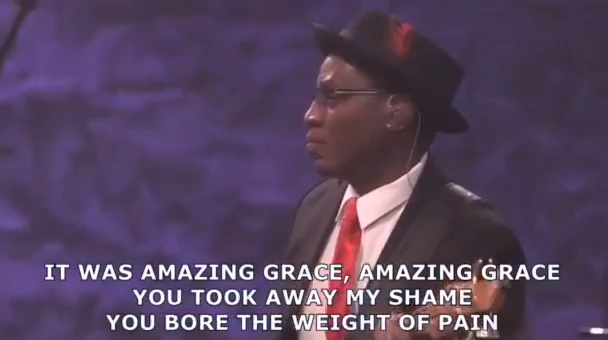 IT WAS AMAZING GRACE, AMAZING GRACE
YOU TOOK AWAY MY SHAME
YOU BORE THE WEIGHT OF PAIN